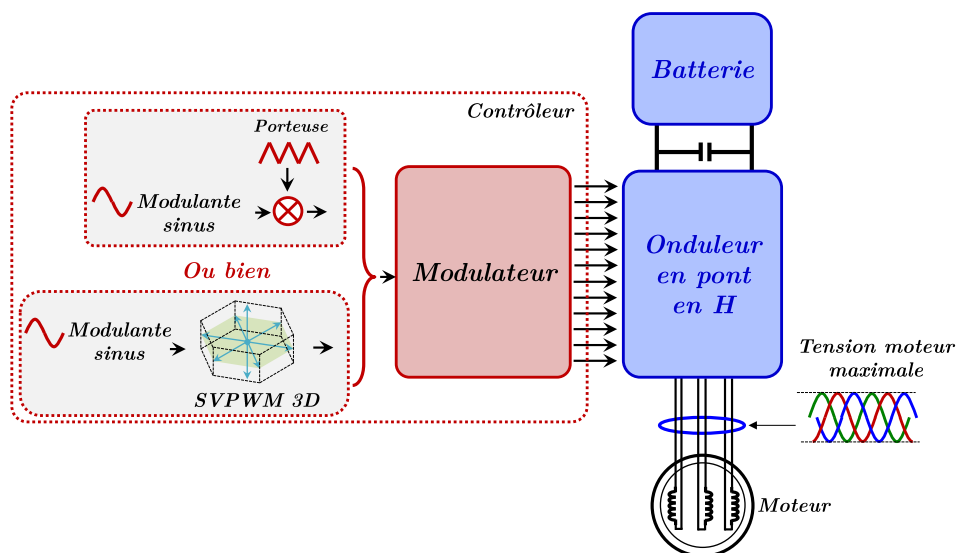 Batterie
Contrôleur
Porteuse
Modulante
sinus
Ou bien
Modulante
sinus
SVPWM 3D
Modulateur
Onduleur
en pont
en H
Tension moteur
maximale
Moteur